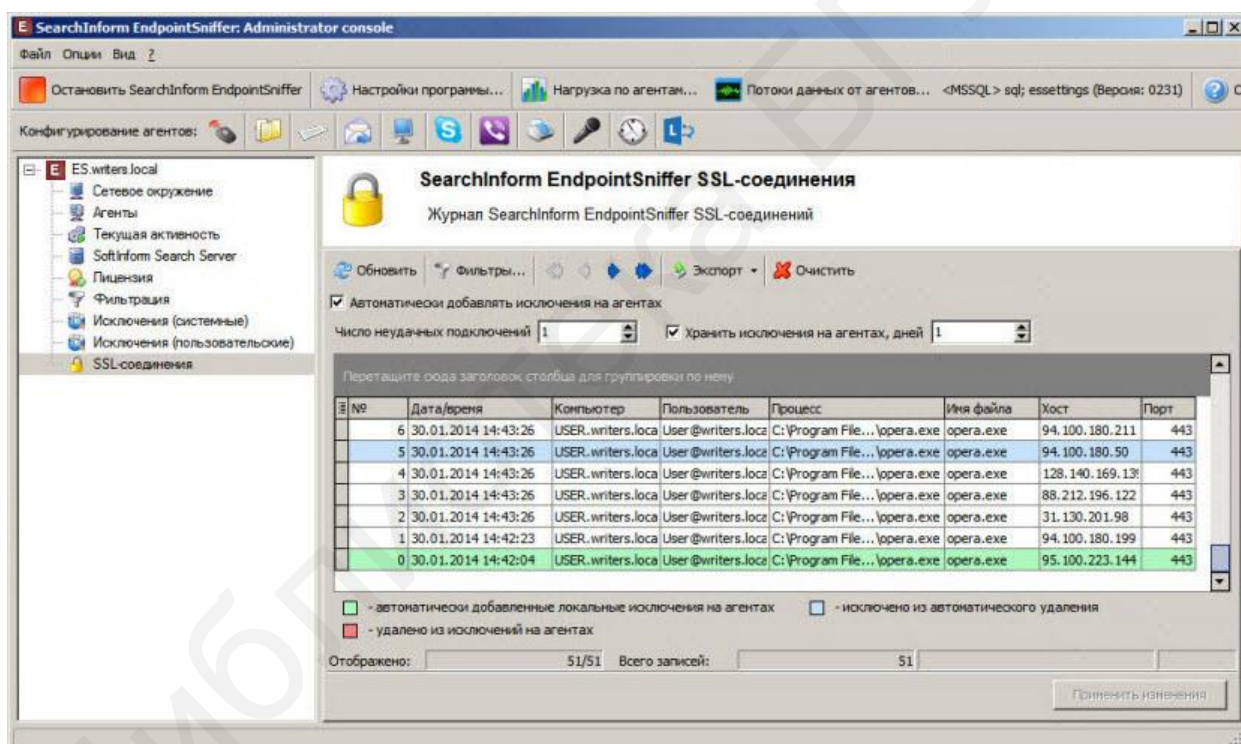 SearchInform EndpointSniffer: Administrator console
Файл Опции Вид ?
Остановить SearchInform EndpointSniffer Настройки программы... Нагрузка по агентам... Потоки данных от агентов... <MSSQL> sql; essettings (Версия: 0231)
Конфигурирование агентов:
ES.writers.local
Сетевое окружение
Агенты
Текущая активность
SoftInform Search Server
Лицензия
Фильтрация
Исключения (системные)
Исключения (пользовательские)
SSL-соединения
SearchInform EndpointSniffer SSL-соединения
Журнал SearchInform EndpointSniffer SSL-соединений
Обновить Фильтры... Экспорт Очистить
Автоматически добавлять исключения на агентах
Число неудачных подключений 1 Хранить исключения на агентах, дней 1
Перетащите сюда заголовок столбца для группировки по нему
№ Дата/время Компьютер Пользователь Процесс Имя файла Хост Порт
6 30.01.2014 14:43:26 USER.writers.loca User@writers.loca C:\Program File...\opera.exe opera.exe 94.100.180.211 443
5 30.01.2014 14:43:26 USER.writers.loca User@writers.loca C:\Program File...\opera.exe opera.exe 94.100.180.50 443
4 30.01.2014 14:43:26 USER.writers.loca User@writers.loca C:\Program File...\opera.exe opera.exe 128.140.169.13 443
3 30.01.2014 14:43:26 USER.writers.loca User@writers.loca C:\Program File...\opera.exe opera.exe 88.212.196.122 443
2 30.01.2014 14:43:26 USER.writers.loca User@writers.loca C:\Program File...\opera.exe opera.exe 31.130.201.98 443
1 30.01.2014 14:42:23 USER.writers.loca User@writers.loca C:\Program File...\opera.exe opera.exe 94.100.180.199 443
0 30.01.2014 14:42:04 USER.writers.loca User@writers.loca C:\Program File...\opera.exe opera.exe 95.100.223.144 443
- автоматически добавленные локальные исключения на агентах - исключено из автоматического удаления
- удалено из исключений на агентах
Отображено: 51/51 Всего записей: 51
Применить изменения